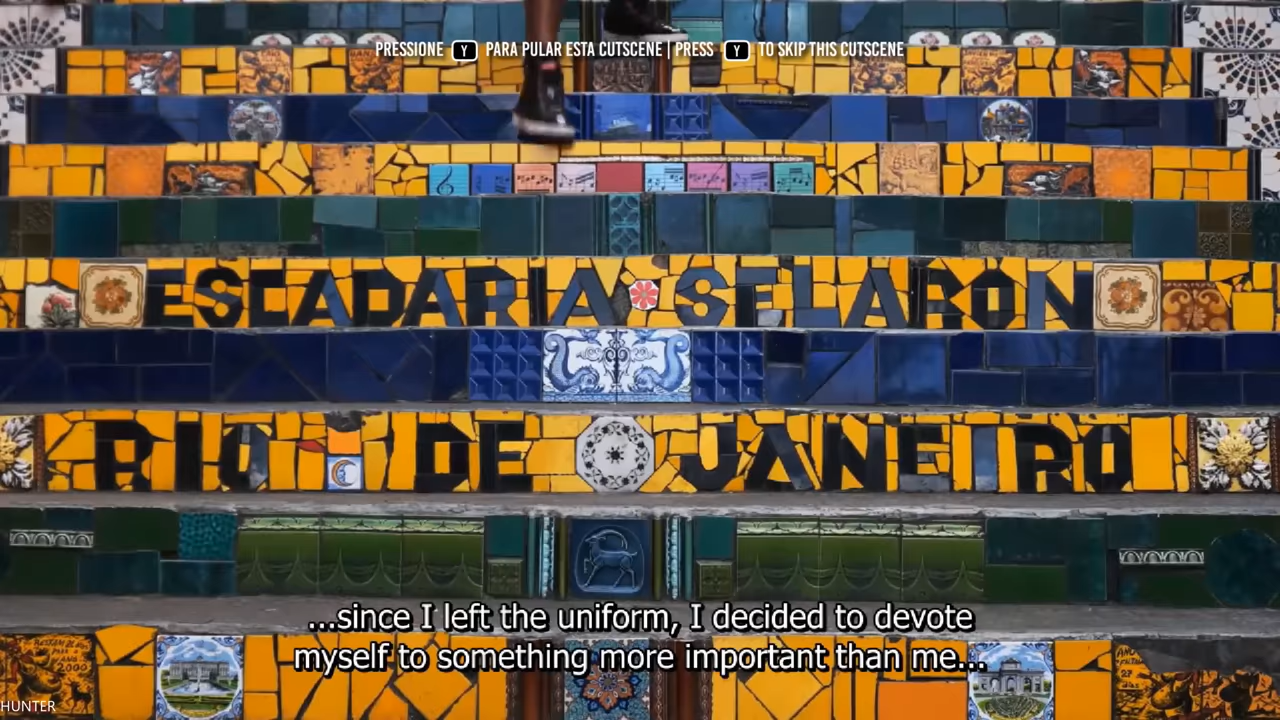 PRESSIONE Y PARA PULAR ESTA CUTSCENE | PRESS Y TO SKIP THIS CUTSCENE
ESCADARIA SELARON
RIO DE JANEIRO
...since I left the uniform, I decided to devote
myself to something more important than me...
2000
HUNTER